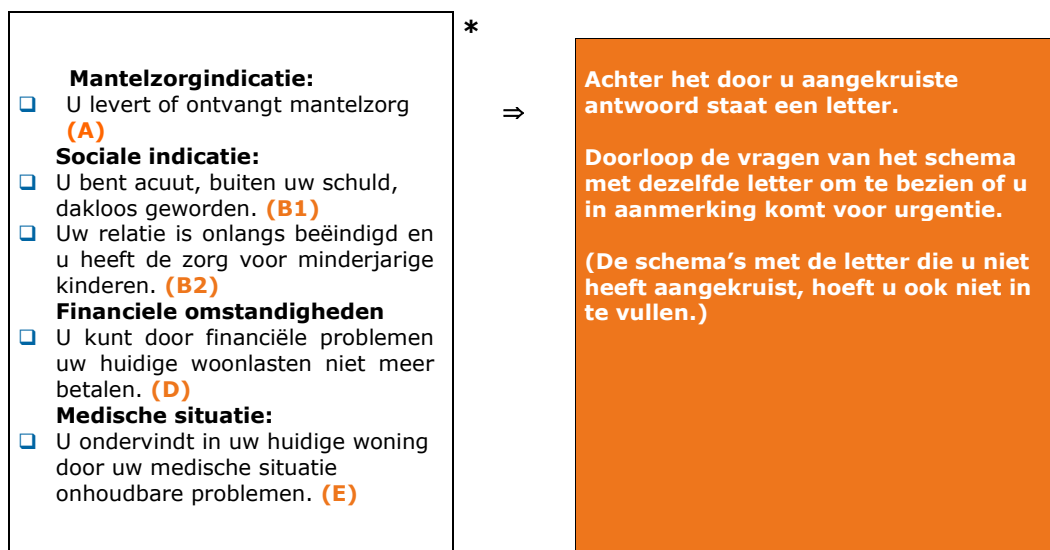 *
Mantelzorgindicatie:
❑ U levert of ontvangt mantelzorg
(A)
Sociale indicatie:
❑ U bent acuut, buiten uw schuld,
dakloos geworden. (B1)
❑ Uw relatie is onlangs beëindigd en
u heeft de zorg voor minderjarige
kinderen. (B2)
Financiele omstandigheden
❑ U kunt door financiële problemen
uw huidige woonlasten niet meer
betalen. (D)
Medische situatie:
❑ U ondervindt in uw huidige woning
door uw medische situatie
onhoudbare problemen. (E)
⇒
Achter het door u aangekruiste
antwoord staat een letter.
Doorloop de vragen van het schema
met dezelfde letter om te bezien of u
in aanmerking komt voor urgentie.
(De schema’s met de letter die u niet
heeft aangekruist, hoeft u ook niet in
te vullen.)